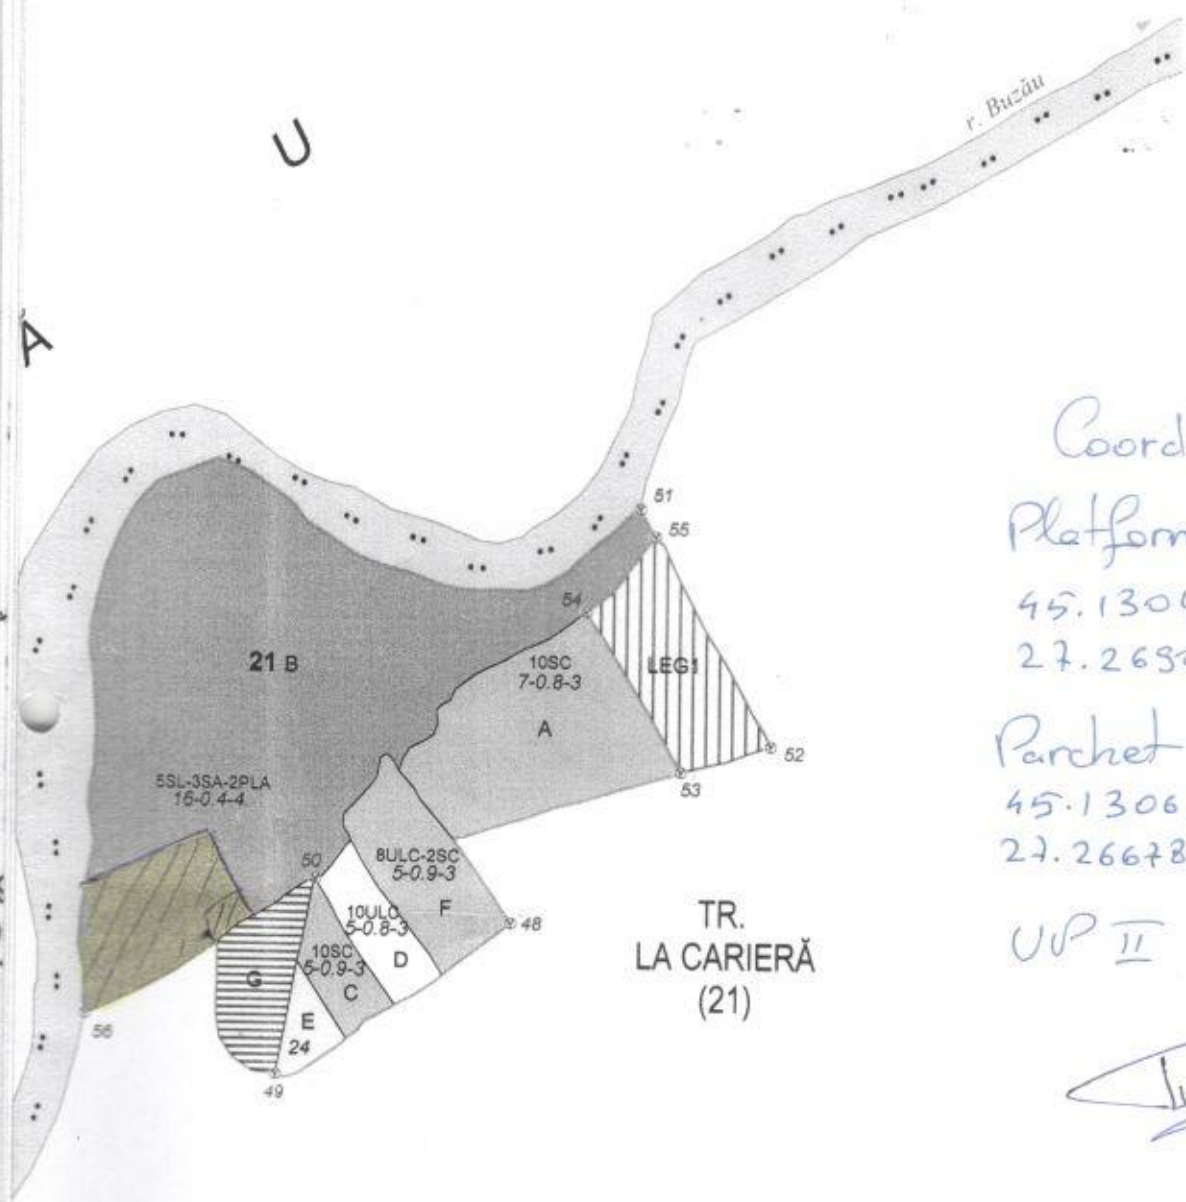 U
r. Buzău
Ă
Coord
51
Platform
55
45.130
54
27.269
21 B
10SC
7-0.8-3
LEG1
A
Parchet
52
53
5SL-3SA-2PLA
16-0.4-4
45.1306
27.26678
50
8ULC-2SC
5-0.9-3
TR.
LA CARIERĂ
(21)
10ULC
5-0.8-3
F
48
UP II
10SC
5-0.9-3
D
G
C
E
24
56
49